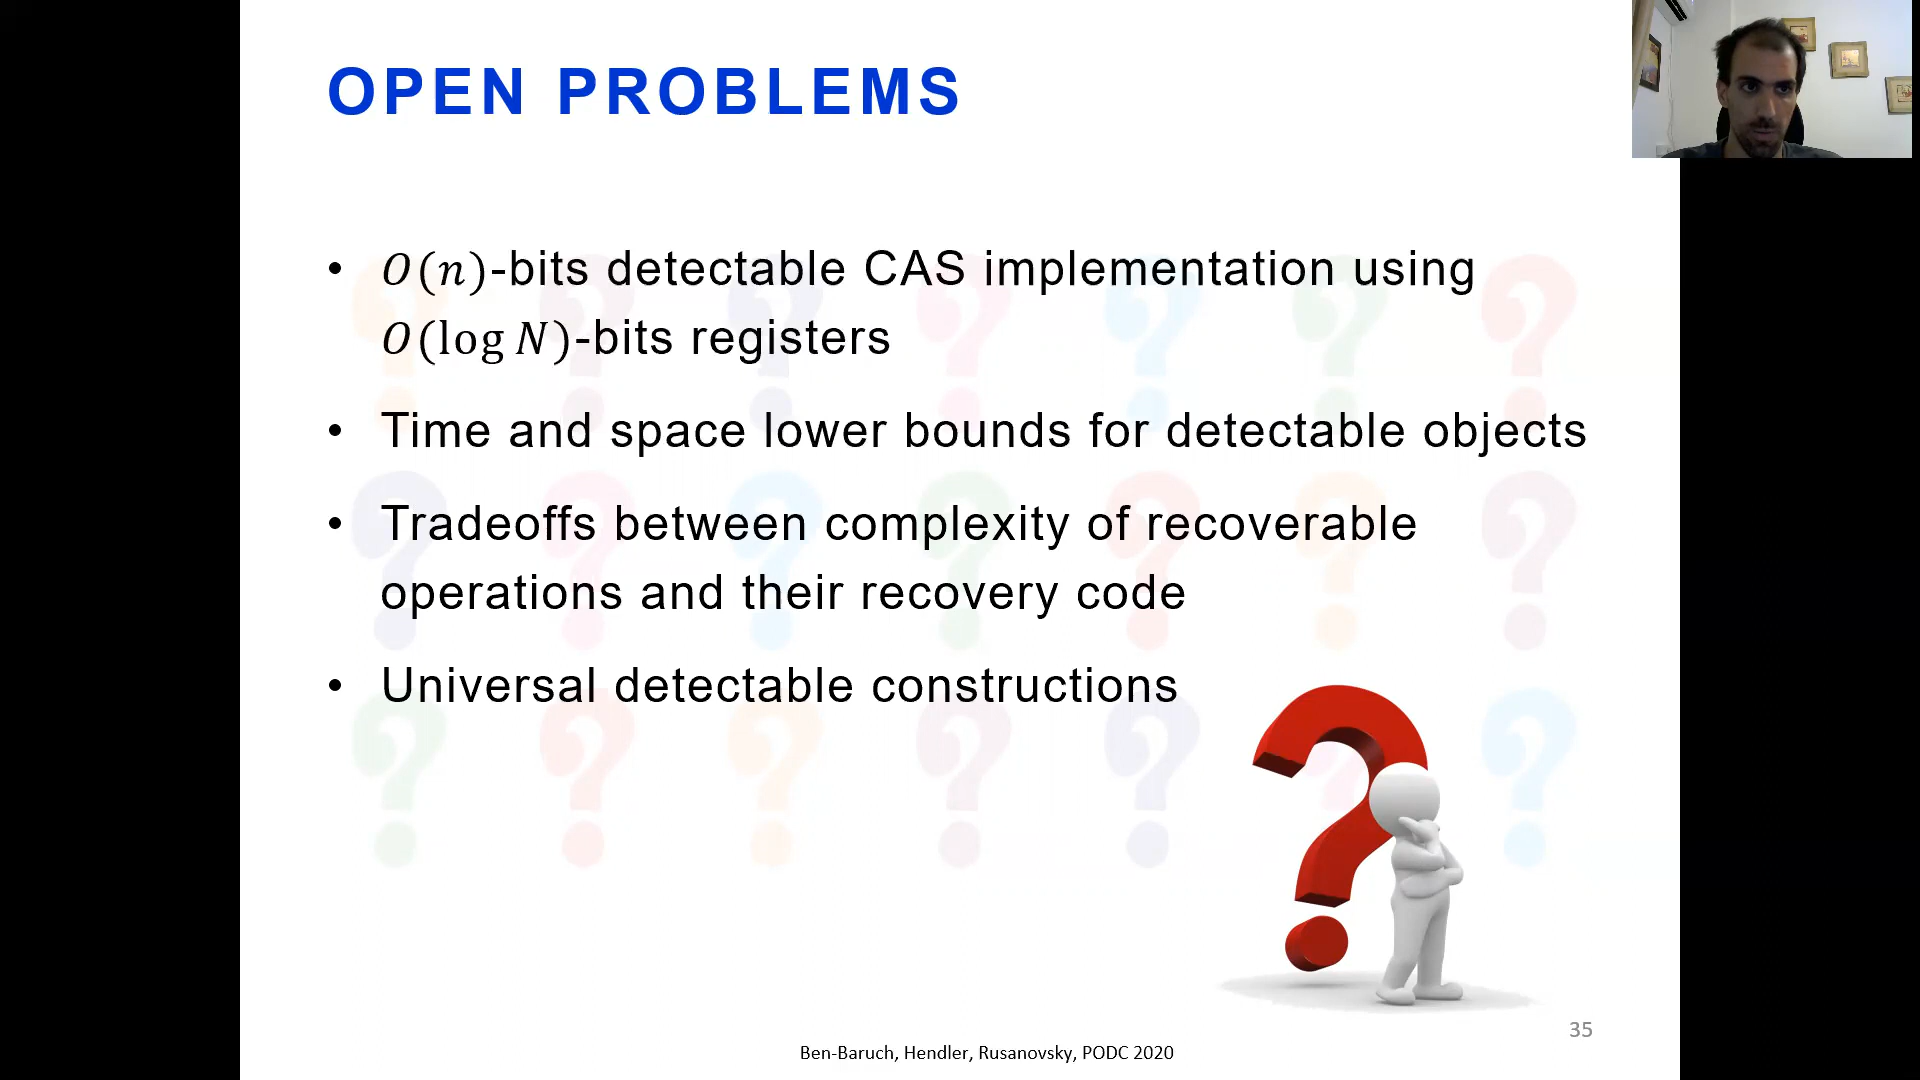 OPEN PROBLEMS
• O(n)-bits detectable CAS implementation using
O(log N)-bits registers
• Time and space lower bounds for detectable objects
• Tradeoffs between complexity of recoverable
operations and their recovery code
• Universal detectable constructions
35
Ben-Baruch, Hendler, Rusanovsky, PODC 2020